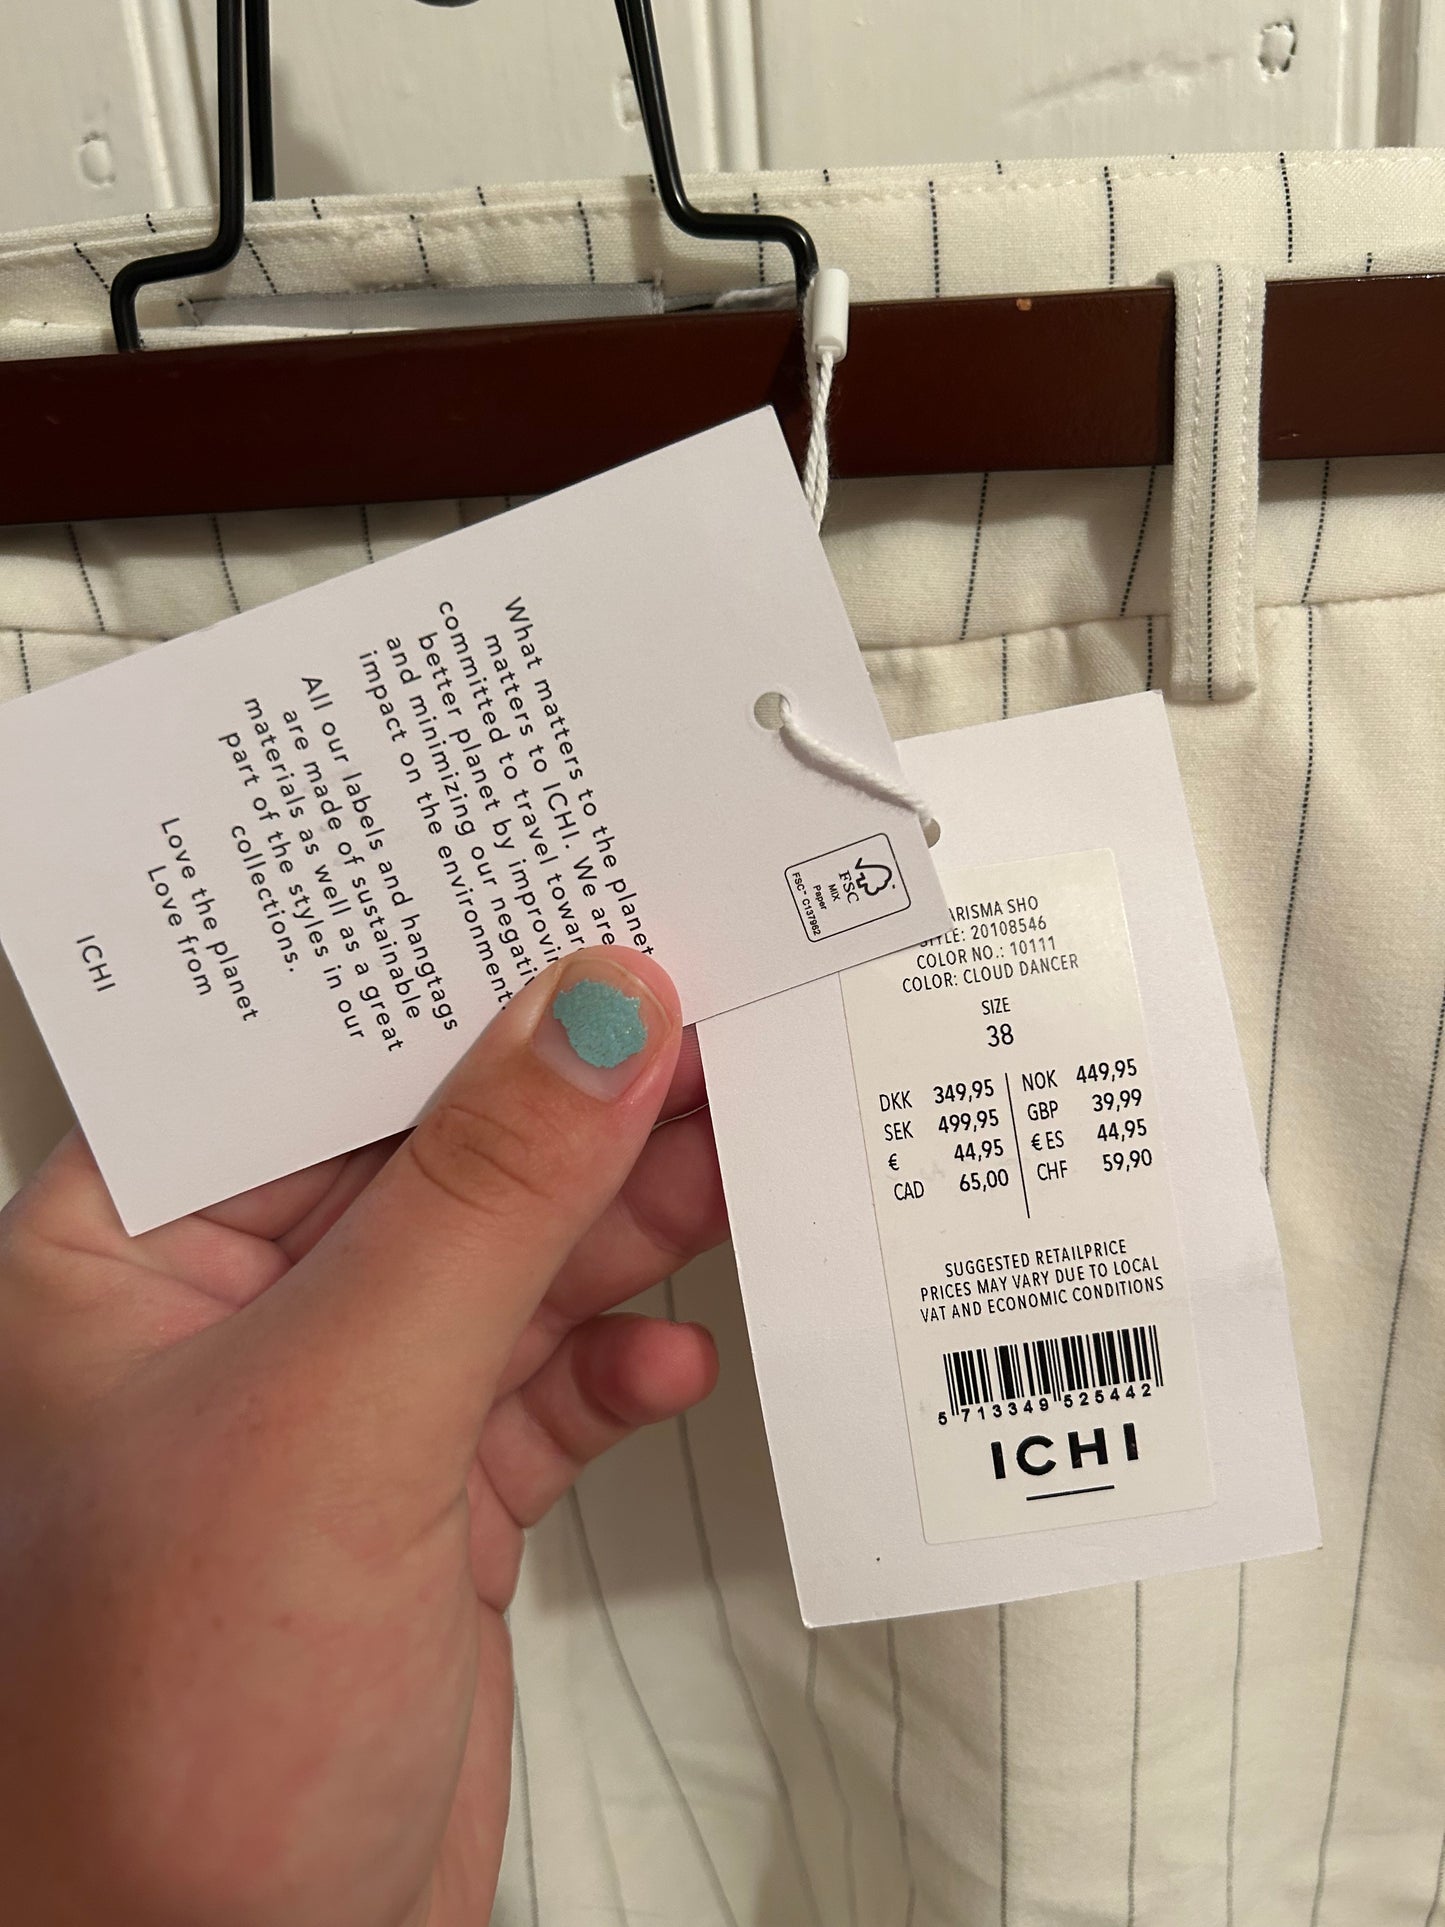 What matters to the planet
matters to ICHI. We are
committed to travel
better planet by
and minimizing our
impact on the environment
All our labels and hangtags
are made of sustainable
materials as well as a great
part of the styles in our
collections.
Love the planet
Love from
ICHI
FSC
MIX
Paper
FSC™ C137962
SHO
STYLE: 20108546
COLOR NO.: 10111
COLOR: CLOUD DANCER
SIZE
38
DKK 349,95 NOK 449,95
SEK 499,95 GBP 39,99
€ 44,95 € ES 44,95
CAD 65,00 CHF 59,90
SUGGESTED RETAILPRICE
PRICES MAY VARY DUE TO LOCAL
VAT AND ECONOMIC CONDITIONS
5 713349 525442
ICHI